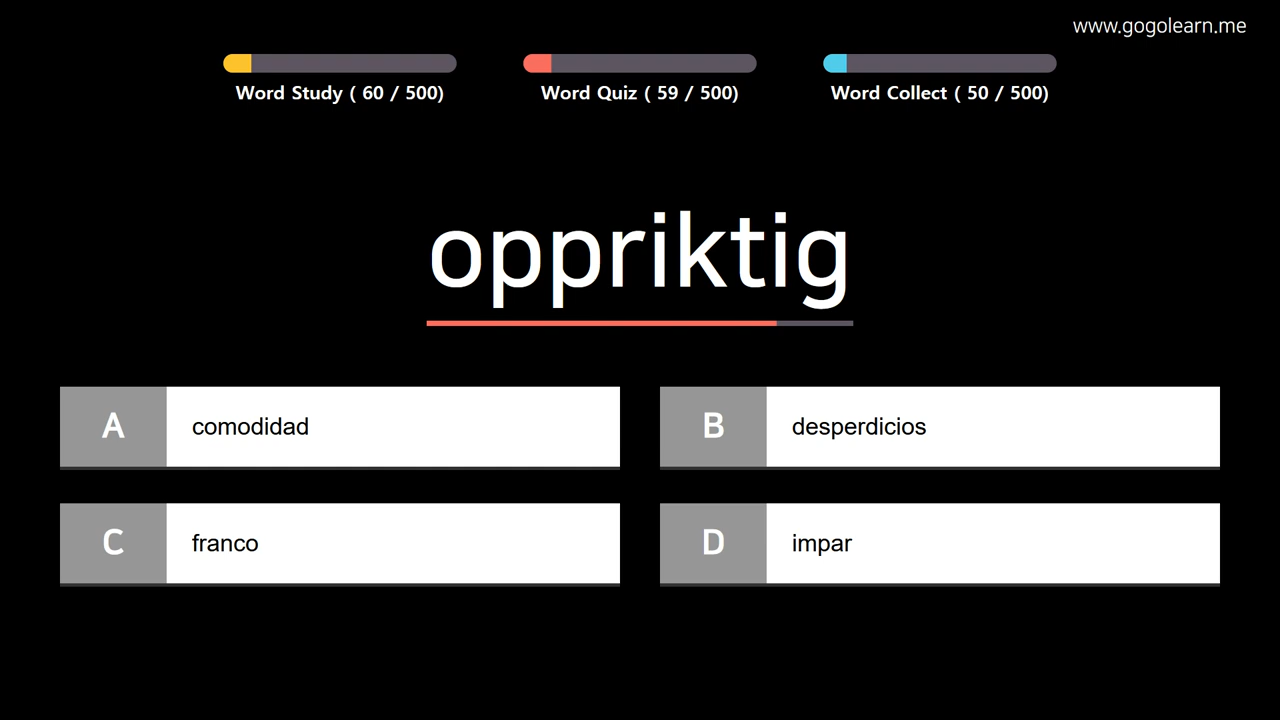 www.gogolearn.me
Word Study ( 60 / 500)
Word Quiz ( 59 / 500)
Word Collect ( 50 / 500)
oppriktig
A comodidad
B desperdicios
C franco
D impar